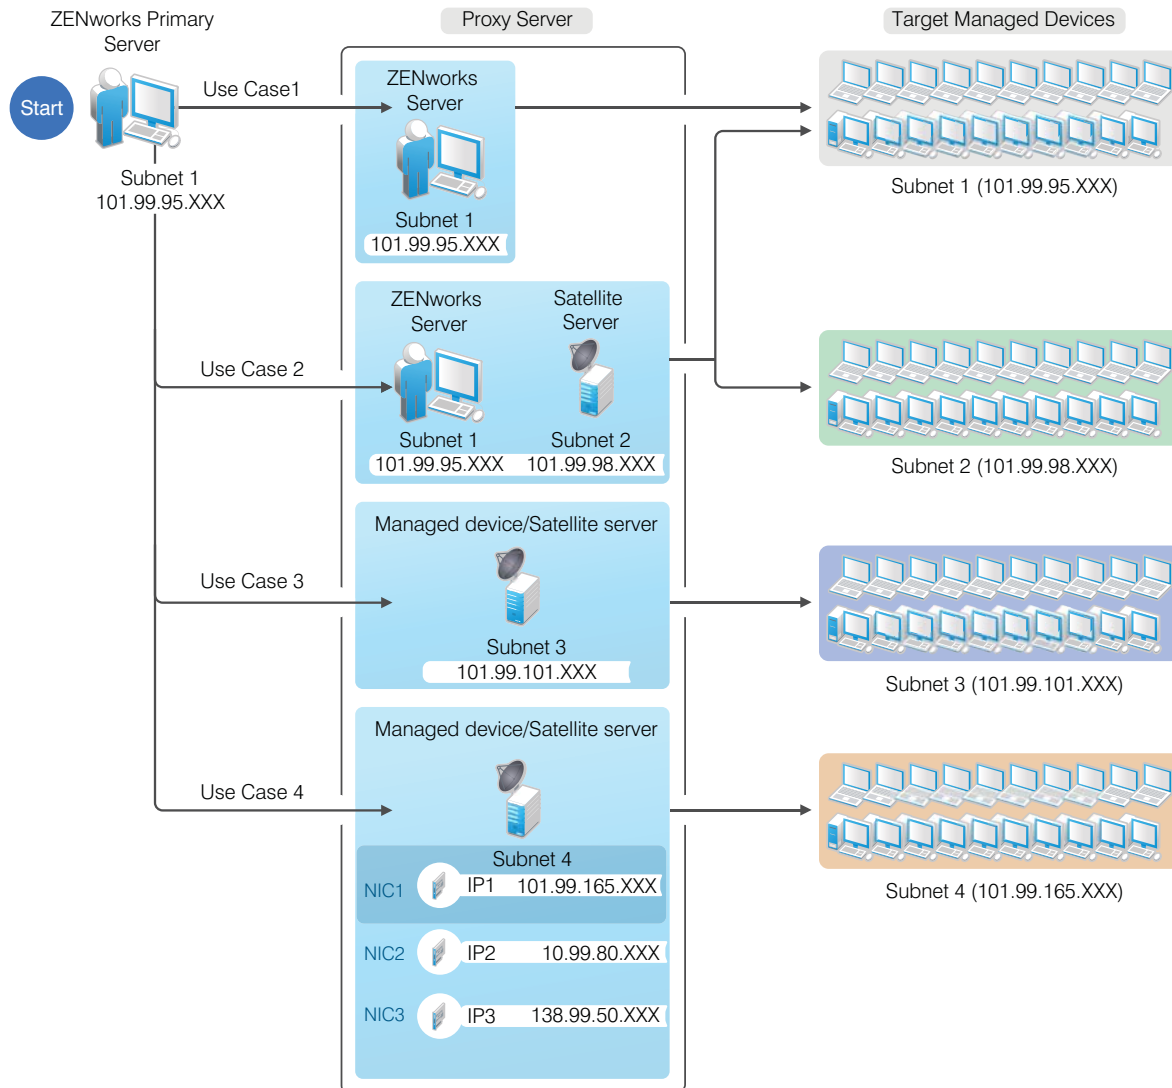 ZENworks Primary
Server
Proxy Server
Target Managed Devices
Start
Use Case1
Subnet 1
101.99.95.XXX
ZENworks
Server
Subnet 1
101.99.95.XXX
Subnet 1 (101.99.95.XXX)
Use Case 2
ZENworks
Server
Subnet 1
101.99.95.XXX
Satellite
Server
Subnet 2
101.99.98.XXX
Subnet 2 (101.99.98.XXX)
Use Case 3
Managed device/Satellite server
Subnet 3
101.99.101.XXX
Subnet 3 (101.99.101.XXX)
Use Case 4
Managed device/Satellite server
Subnet 4
NIC1 IP1 101.99.165.XXX
NIC2 IP2 10.99.80.XXX
NIC3 IP3 138.99.50.XXX
Subnet 4 (101.99.165.XXX)